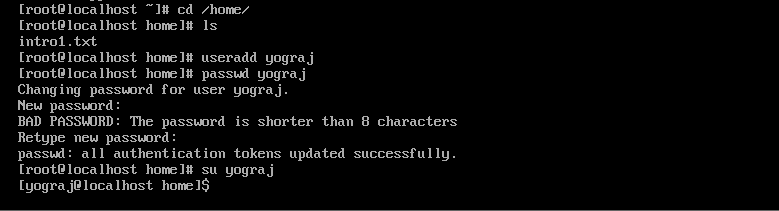 [root@localhost ~]# cd /home/
[root@localhost home]# ls
intro1.txt
[root@localhost home]# useradd yograj
[root@localhost home]# passwd yograj
Changing password for user yograj.
New password:
BAD PASSWORD: The password is shorter than 8 characters
Retype new password:
passwd: all authentication tokens updated successfully.
[root@localhost home]# su yograj
[yograj@localhost home]$